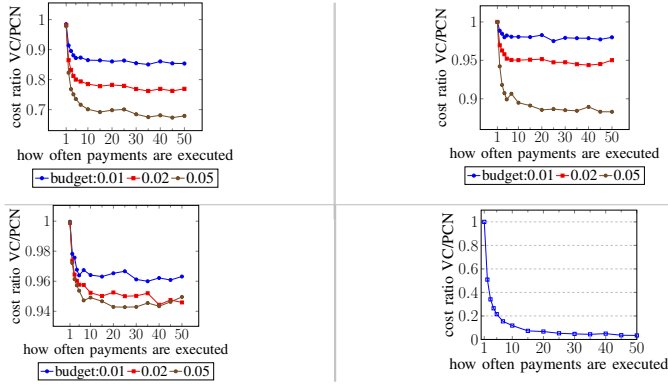 cost ratio VC/PCN
1
0.9
0.8
0.7
1 10 20 30 40 50
how often payments are executed
budget:0.01 0.02 0.05
cost ratio VC/PCN
1
0.95
0.9
1 10 20 30 40 50
how often payments are executed
budget:0.01 0.02 0.05
cost ratio VC/PCN
1
0.98
0.96
0.94
1 10 20 30 40 50
how often payments are executed
budget:0.01 0.02 0.05
cost ratio VC/PCN
1
0.8
0.6
0.4
0.2
0
1 10 20 30 40 50
how often payments are executed